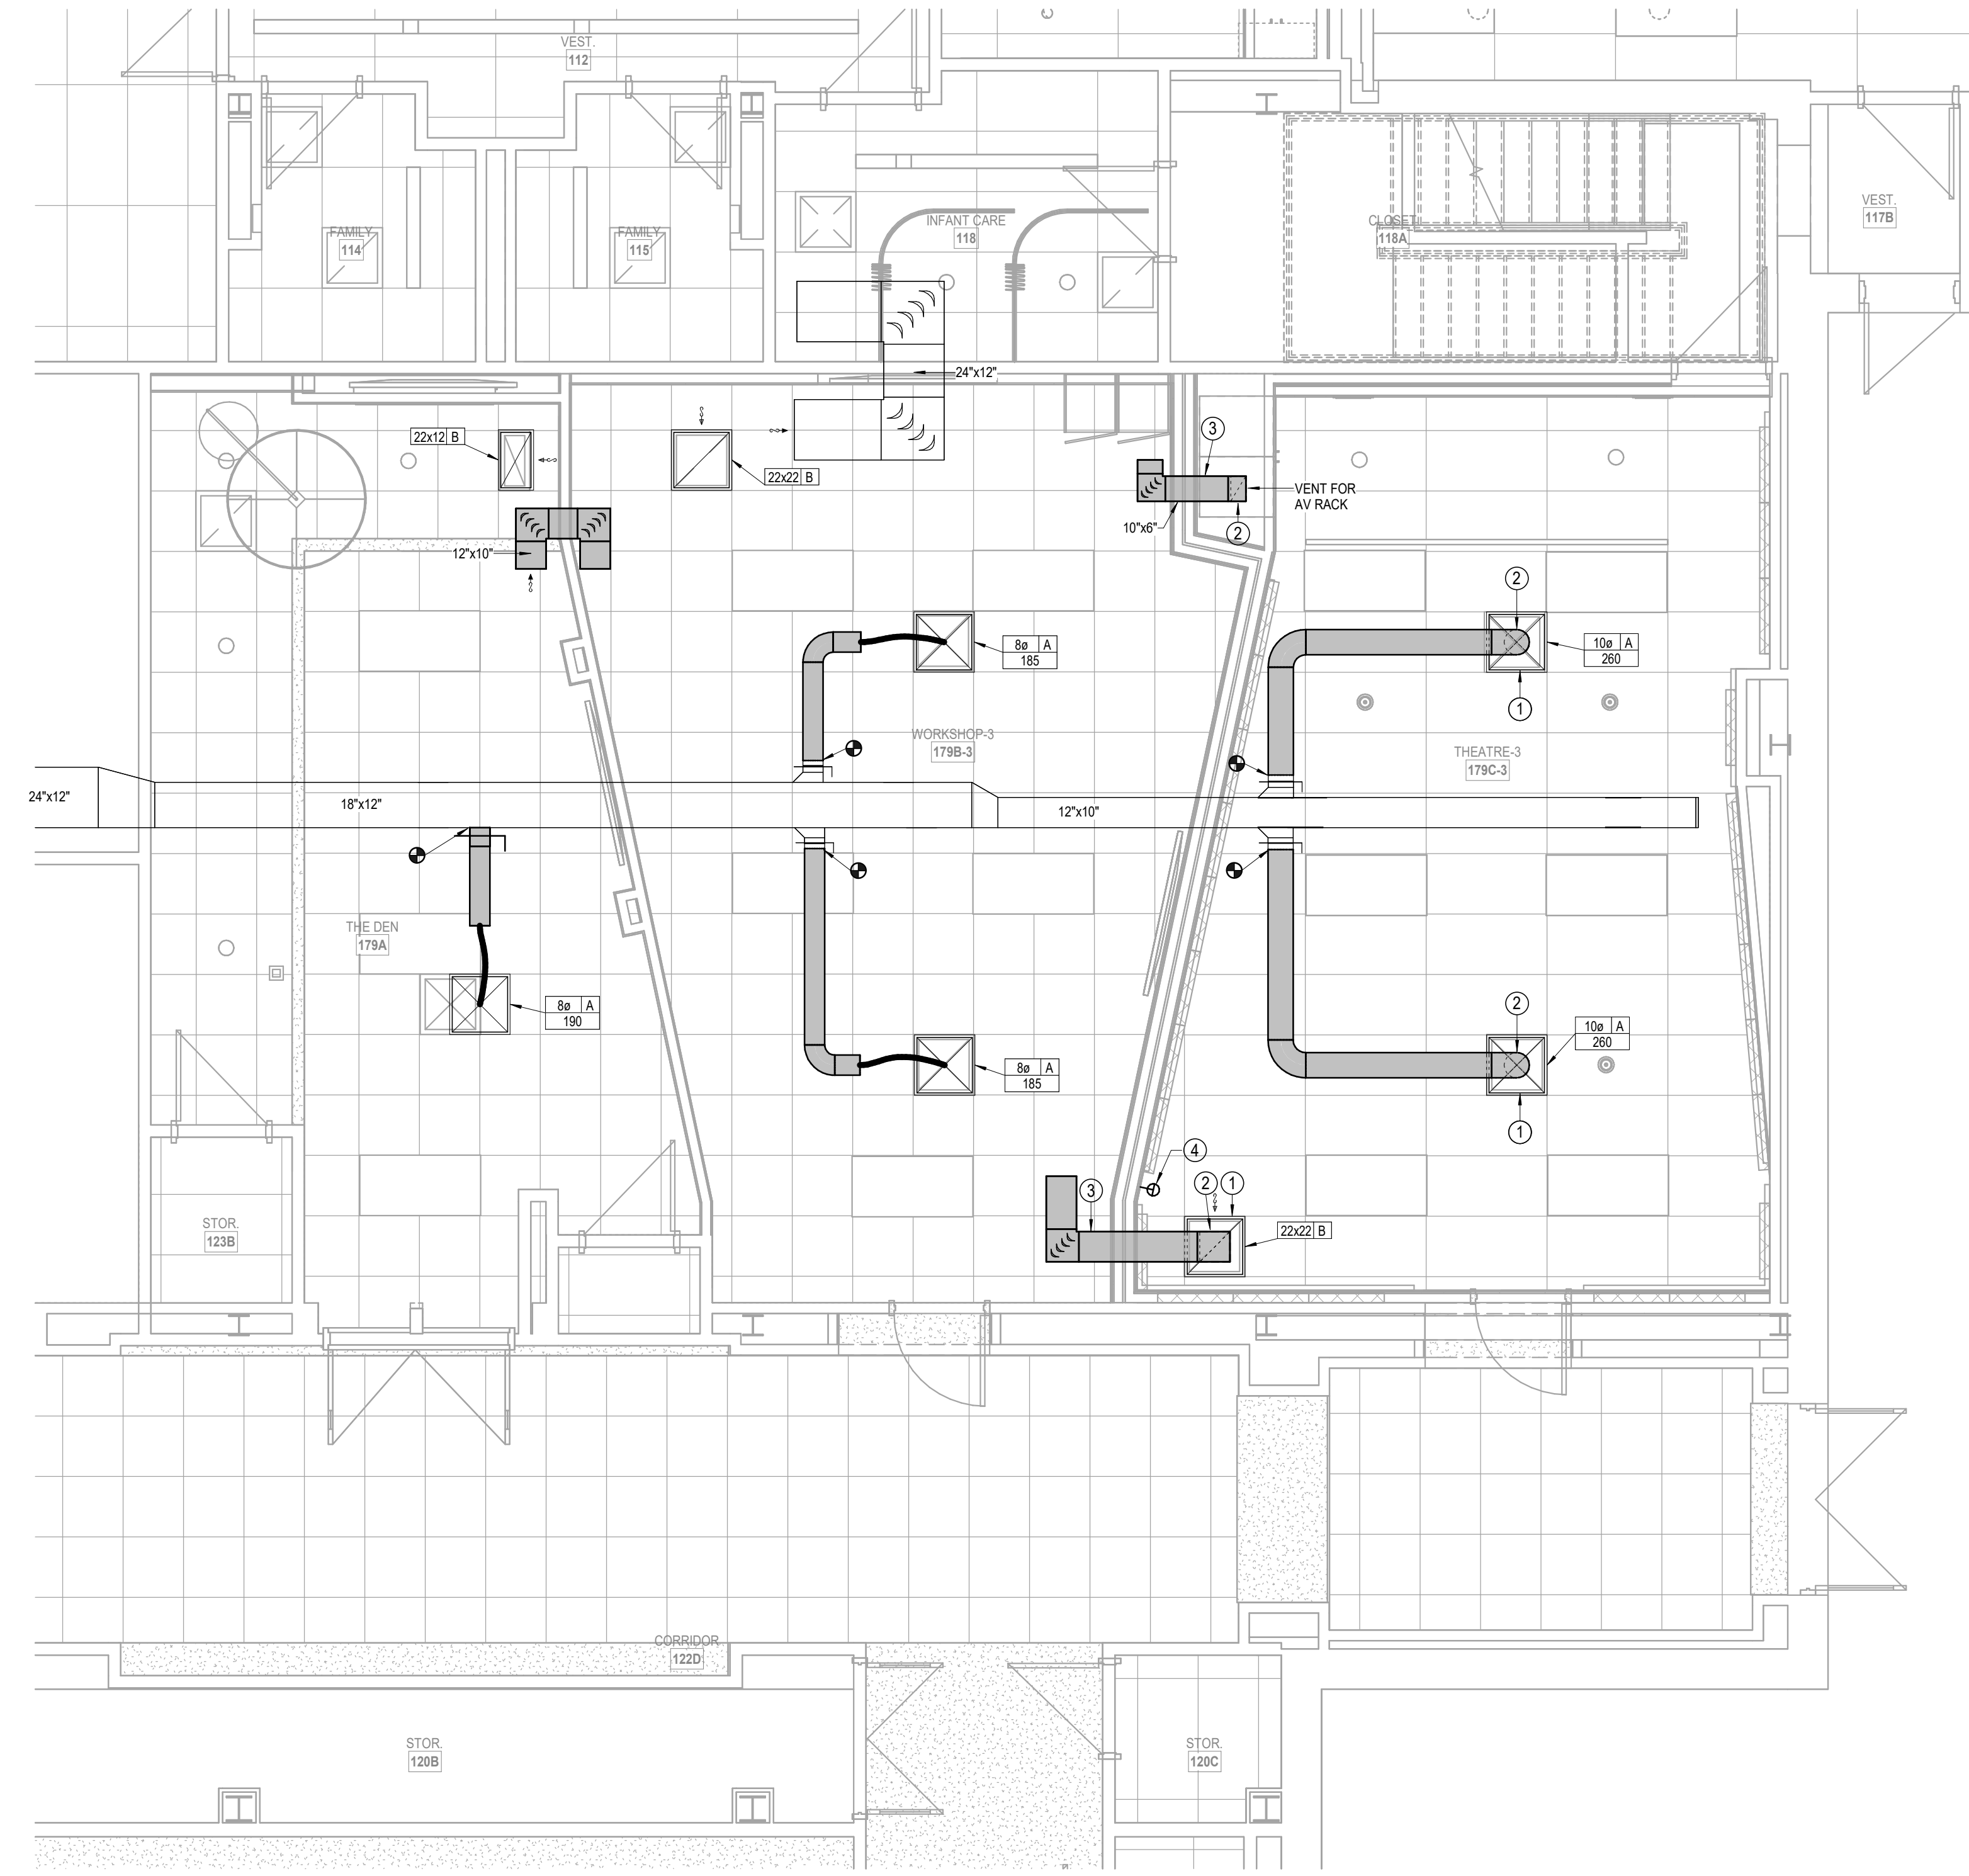 VEST.
112
VEST.
117B
INFANT CARE
118
CLOSET
118A
FAMILY
114
FAMILY
115
24"x12"
22x12 B
22x22 B
3
VENT FOR
AV RACK
10"x6"
2
12"x10"
2
8ø A
185
10ø A
260
1
WORKSHOP-3
179B-3
THEATRE-3
179C-3
24"x12"
18"x12"
12"x10"
THE DEN
179A
8ø A
190
2
10ø A
260
8ø A
185
1
4
3
2
1
STOR.
123B
22x22 B
CORRIDOR
122D
STOR.
120B
STOR.
120C